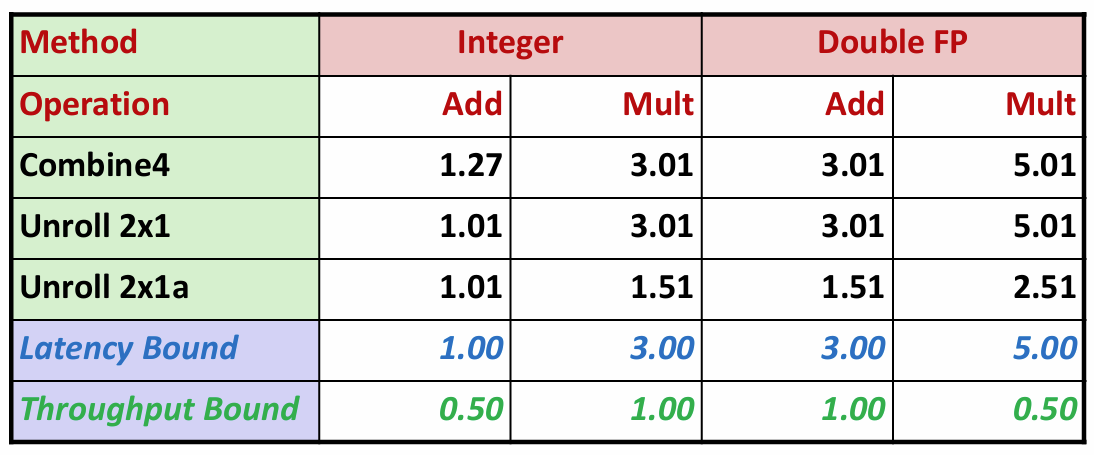 Method Integer Double FP
Operation Add Mult Add Mult
Combine4 1.27 3.01 3.01 5.01
Unroll 2x1 1.01 3.01 3.01 5.01
Unroll 2x1a 1.01 1.51 1.51 2.51
Latency Bound 1.00 3.00 3.00 5.00
Throughput Bound 0.50 1.00 1.00 0.50